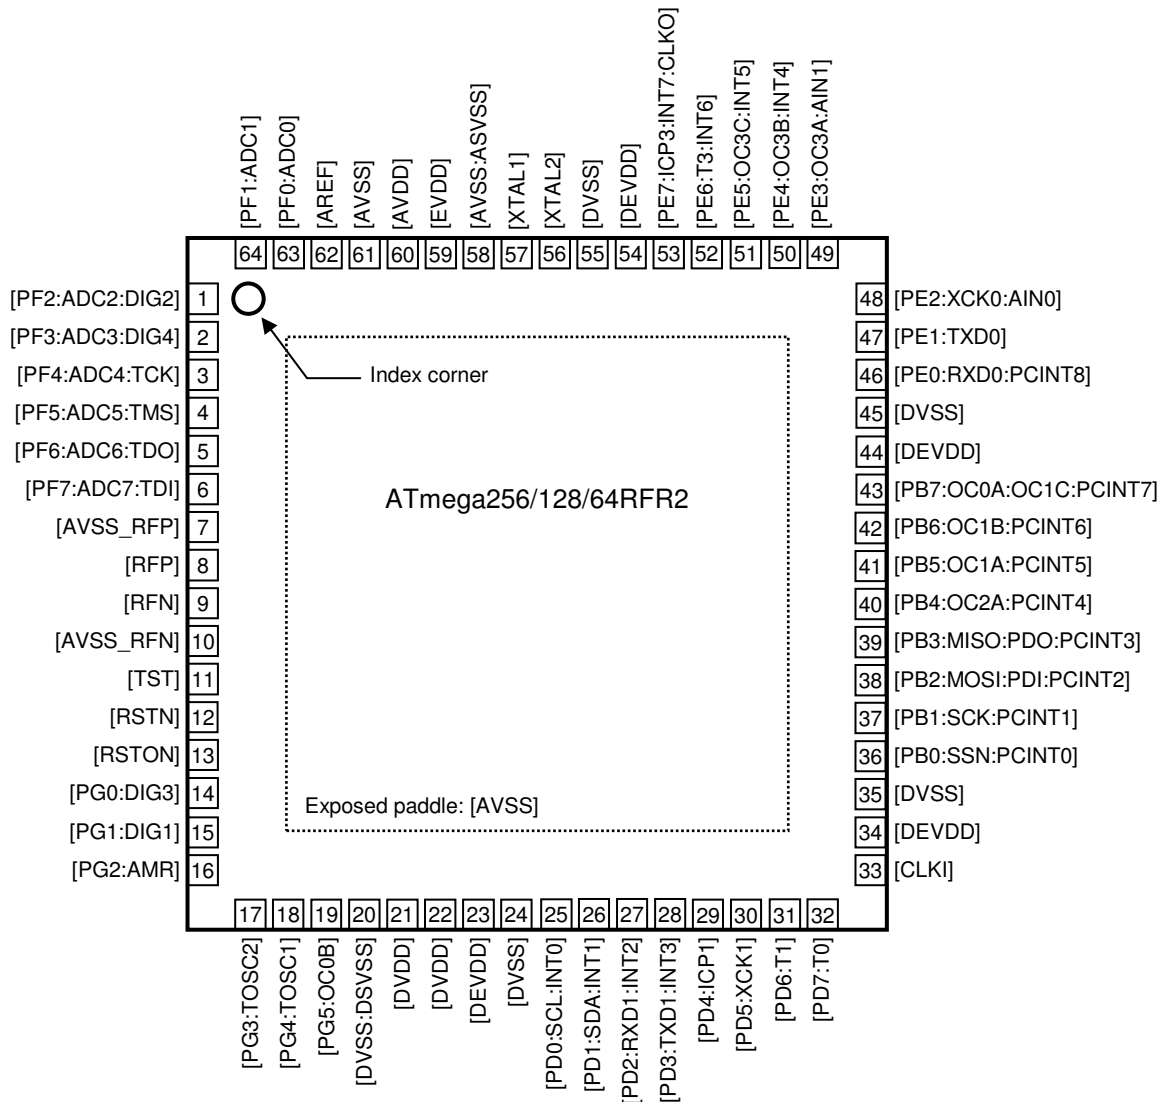 [PF1:ADC1]
[PF0:ADC0]
[AREF]
[AVSS]
[AVDD]
[EVDD]
[AVSS:ASVSS]
[XTAL1]
[XTAL2]
[DVSS]
[DEVDD]
[PE7:ICP3:INT7:CLKO]
[PE6:T3:INT6]
[PE5:OC3C:INT5]
[PE4:OC3B:INT4]
[PE3:OC3A:AIN1]
64 63 62 61 60 59 58 57 56 55 54 53 52 51 50 49
[PF2:ADC2:DIG2] 1
48 [PE2:XCK0:AIN0]
[PF3:ADC3:DIG4] 2
47 [PE1:TXD0]
[PF4:ADC4:TCK] 3
Index corner
46 [PE0:RXD0:PCINT8]
[PF5:ADC5:TMS] 4
45 [DVSS]
[PF6:ADC6:TDO] 5
44 [DEVDD]
[PF7:ADC7:TDI] 6
ATmega256/128/64RFR2
43 [PB7:OC0A:OC1C:PCINT7]
[AVSS_RFP] 7
42 [PB6:OC1B:PCINT6]
[RFP] 8
41 [PB5:OC1A:PCINT5]
[RFN] 9
40 [PB4:OC2A:PCINT4]
[AVSS_RFN] 10
39 [PB3:MISO:PDO:PCINT3]
[TST] 11
38 [PB2:MOSI:PDI:PCINT2]
[RSTN] 12
37 [PB1:SCK:PCINT1]
[RSTON] 13
36 [PB0:SSN:PCINT0]
[PG0:DIG3] 14
Exposed paddle: [AVSS]
35 [DVSS]
[PG1:DIG1] 15
34 [DEVDD]
[PG2:AMR] 16
33 [CLKI]
17 18 19 20 21 22 23 24 25 26 27 28 29 30 31 32
[PG3:TOSC2]
[PG4:TOSC1]
[PG5:OC0B]
[DVSS:DSVSS]
[DVDD]
[DVDD]
[DEVDD]
[DVSS]
[PD0:SCL:INT0]
[PD1:SDA:INT1]
[PD2:RXD1:INT2]
[PD3:TXD1:INT3]
[PD4:ICP1]
[PD5:XCK1]
[PD6:T1]
[PD7:T0]